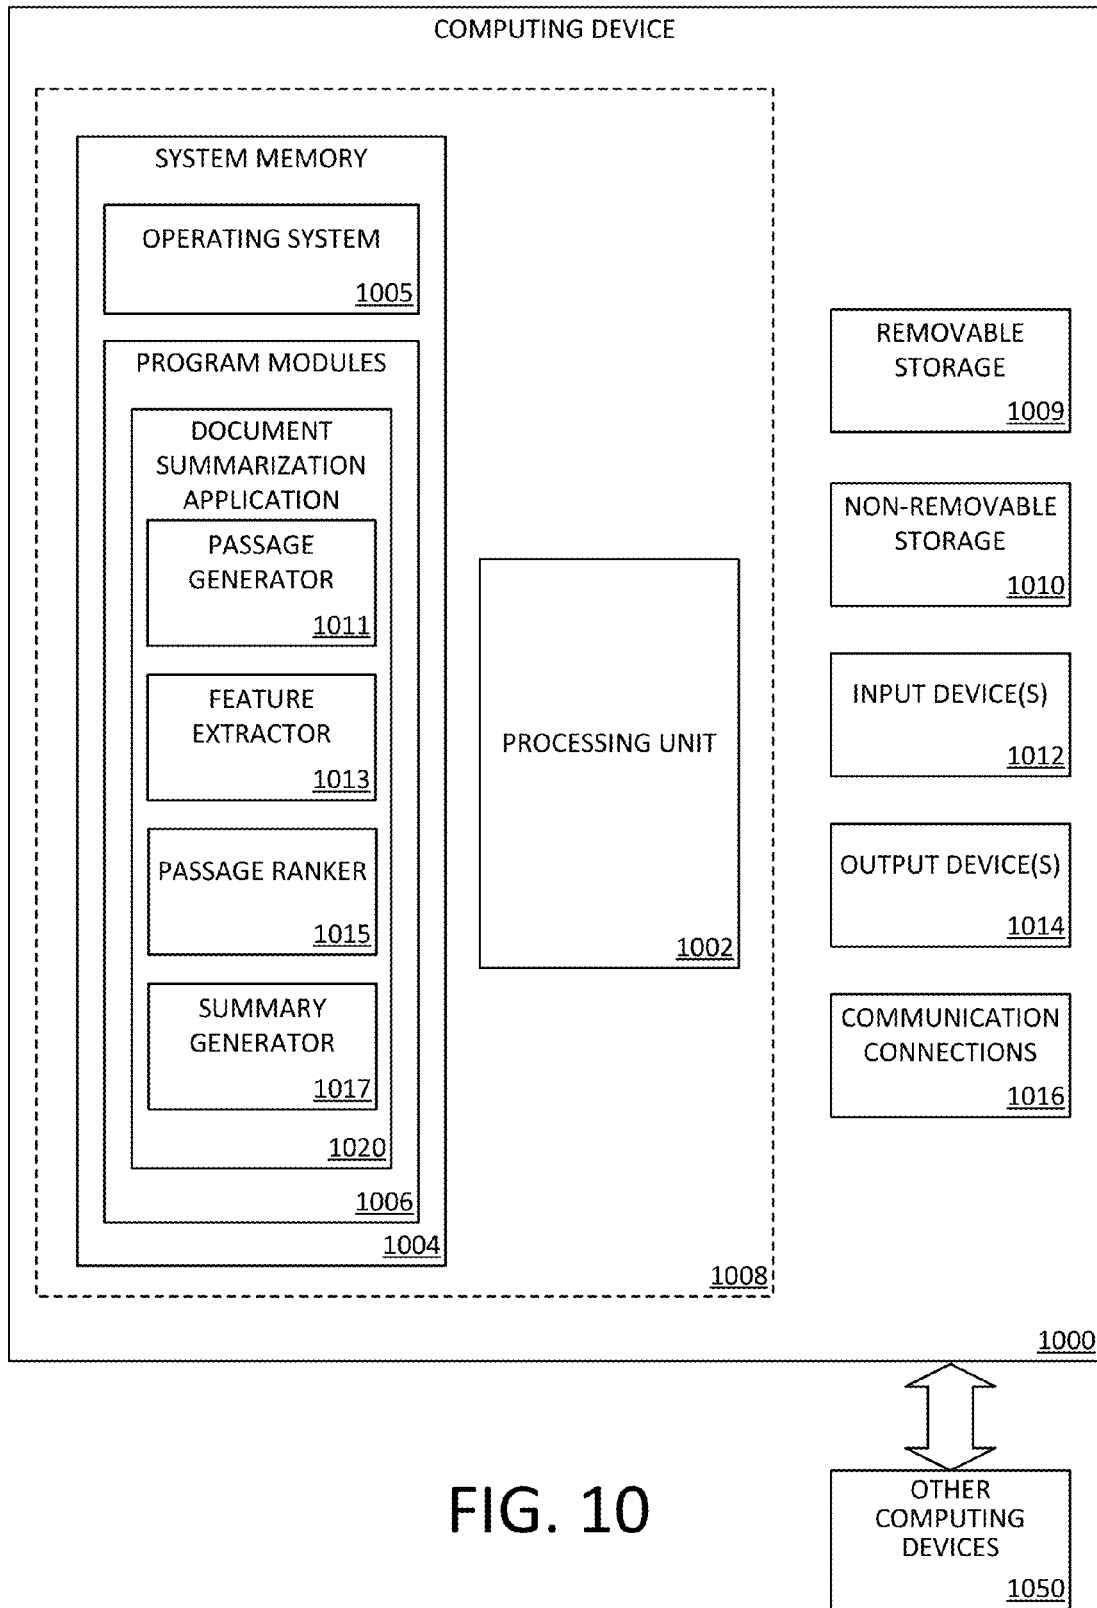 COMPUTING DEVICE
SYSTEM MEMORY
OPERATING SYSTEM
1005
PROGRAM MODULES
DOCUMENT
SUMMARIZATION
APPLICATION
PASSAGE
GENERATOR
1011
FEATURE
EXTRACTOR
1013
PASSAGE RANKER
1015
SUMMARY
GENERATOR
1017
1020
1006
1004
PROCESSING UNIT
1002
1008
REMOVABLE
STORAGE
1009
NON-REMOVABLE
STORAGE
1010
INPUT DEVICE(S)
1012
OUTPUT DEVICE(S)
1014
COMMUNICATION
CONNECTIONS
1016
1000
OTHER
COMPUTING
DEVICES
1050
FIG. 10